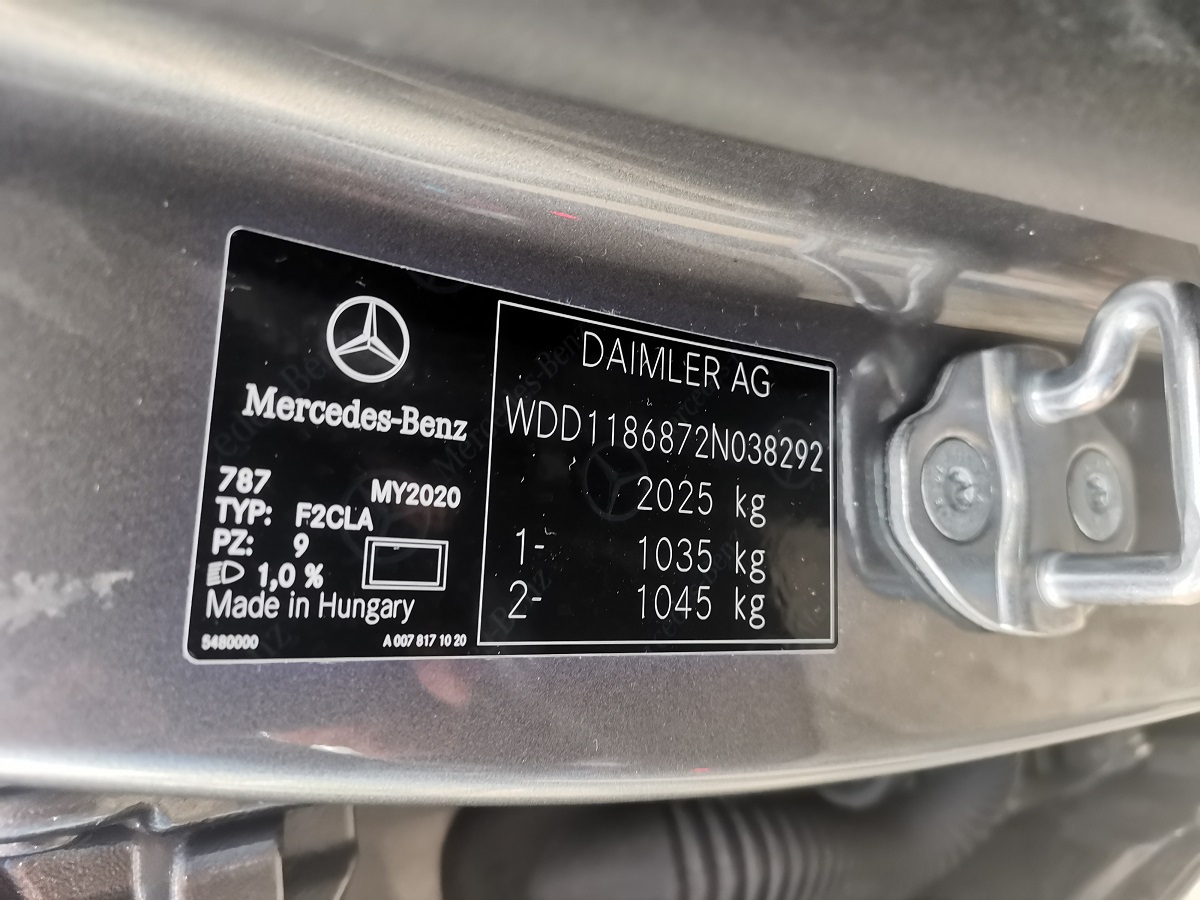 Mercedes-Benz
787 MY2020
TYP: F2CLA
PZ: 9
1,0 %
Made in Hungary
5480000 A 007 817 10 20
DAIMLER AG
WDD1186872N038292
2025 kg
1- 1035 kg
2- 1045 kg